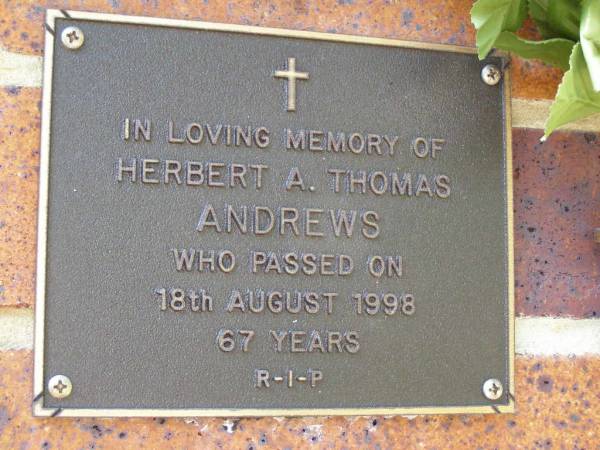 IN LOVING MEMORY OF
HERBERT A. THOMAS
ANDREWS
WHO PASSED ON
18th AUGUST 1998
67 YEARS
R-I-P